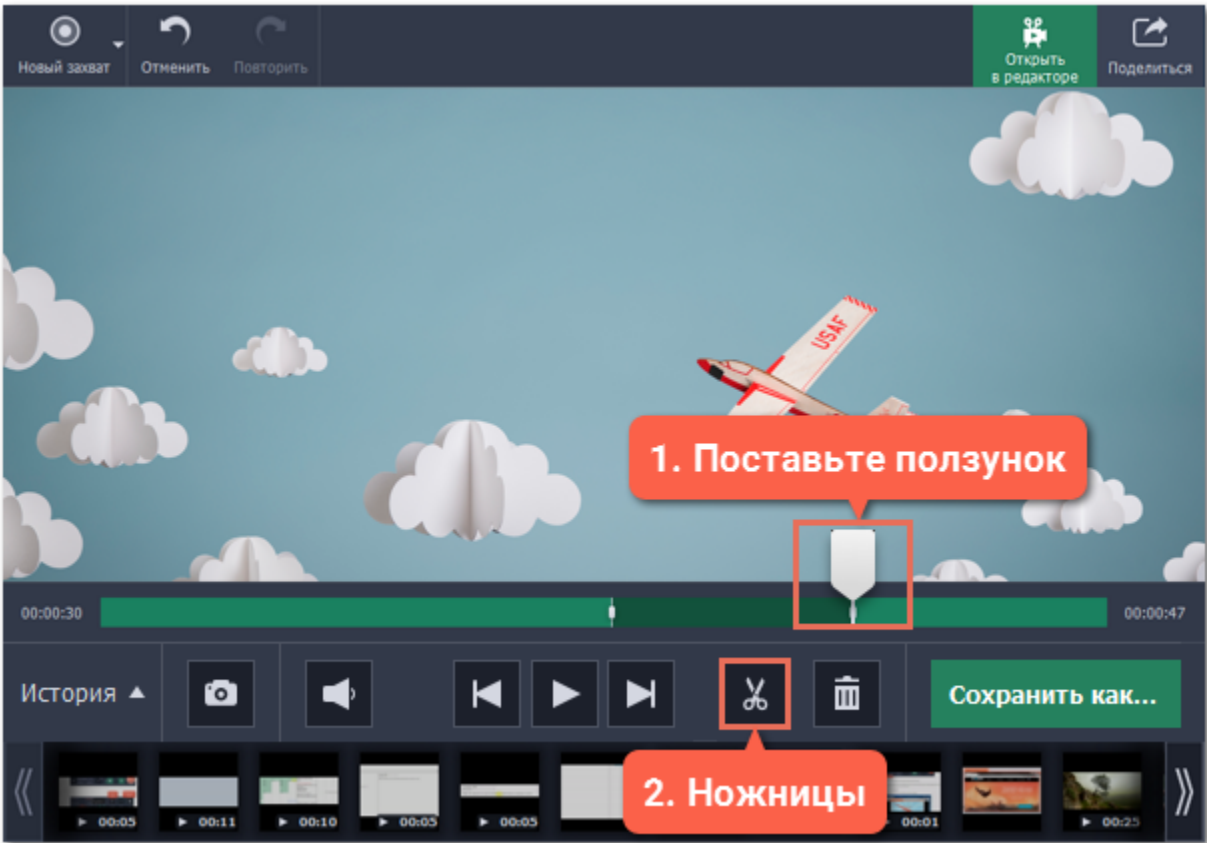 Новый захват
Отменить
Повторить
Открыть
в редакторе
Поделиться
USAF
1. Поставьте ползунок
00:00:30
00:00:47
История
Сохранить как...
2. Ножницы
00:05
00:11
00:10
00:05
00:05
00:01
00:25